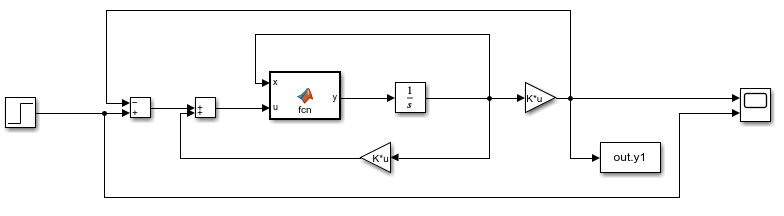 −
+
+
+
x
u
y
fcn
1
s
K*u
K*u
out.y1